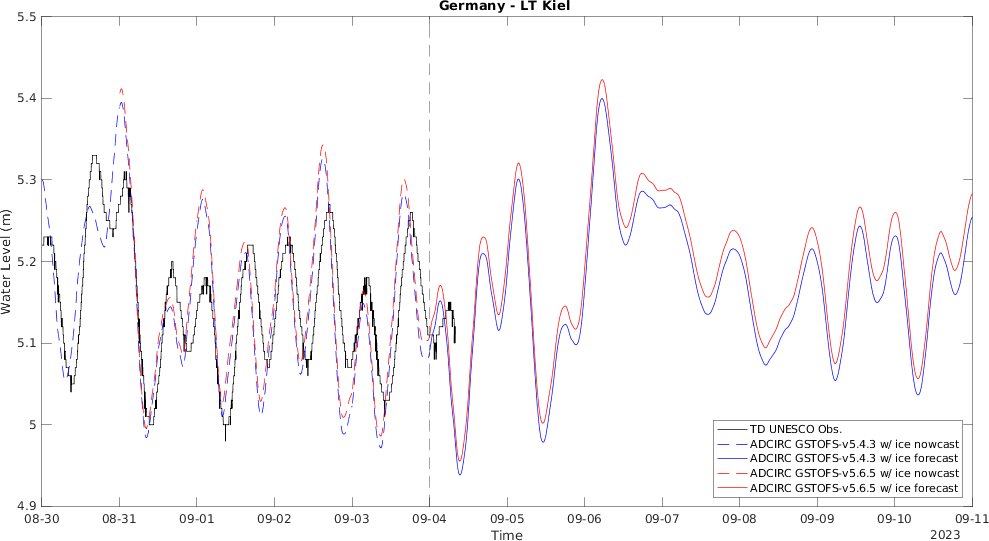 Germany - LT Kiel
5.5
5.4
5.3
5.2
5.1
5
4.9
Water Level (m)
TD UNESCO Obs.
ADCIRC GSTOFS-v5.4.3 w/ ice nowcast
ADCIRC GSTOFS-v5.4.3 w/ ice forecast
ADCIRC GSTOFS-v5.6.5 w/ ice nowcast
ADCIRC GSTOFS-v5.6.5 w/ ice forecast
08-30 08-31 09-01 09-02 09-03 09-04 09-05 09-06 09-07 09-08 09-09 09-10 09-11
Time
2023